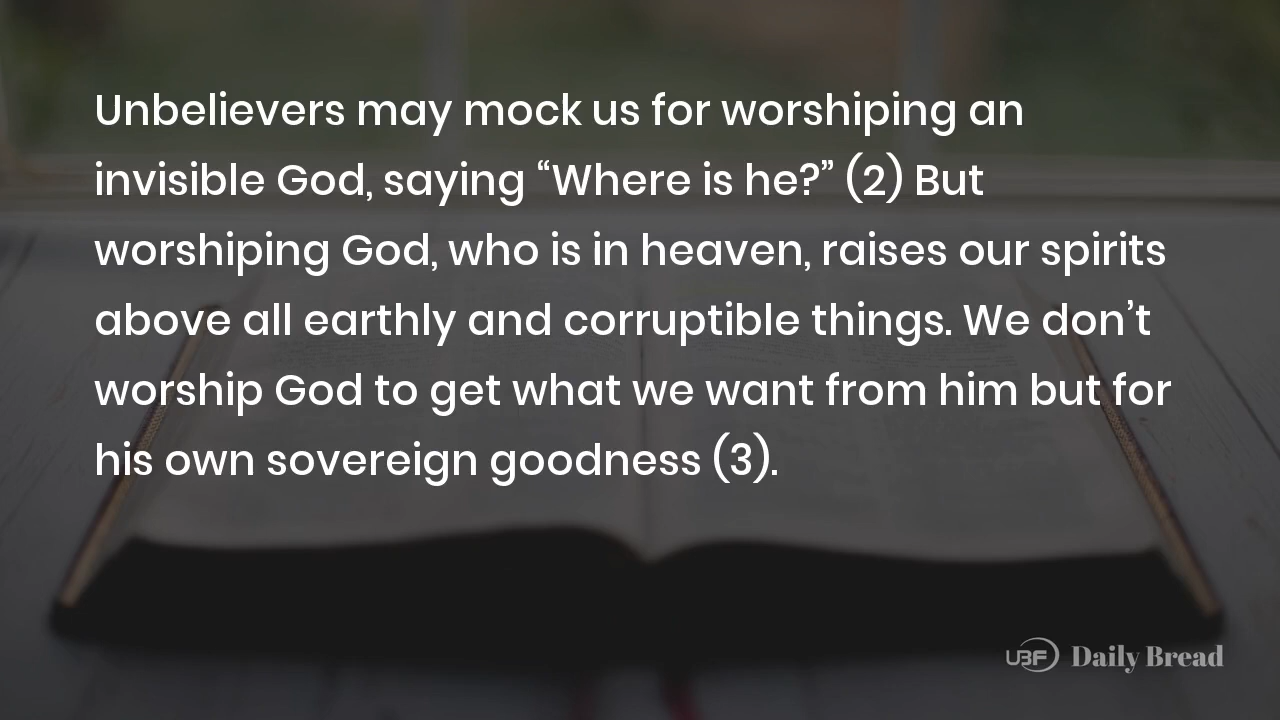 Unbelievers may mock us for worshiping an
invisible God, saying “Where is he?” (2) But
worshiping God, who is in heaven, raises our spirits
above all earthly and corruptible things. We don’t
worship God to get what we want from him but for
his own sovereign goodness (3).
UBF Daily Bread